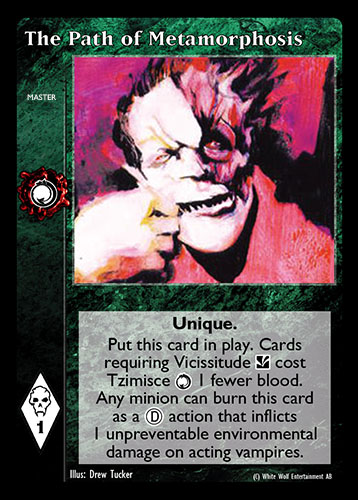 The Path of Metamorphosis
MASTER
Unique.
Put this card in play. Cards
requiring Vicissitude cost
Tzimisce 1 fewer blood.
Any minion can burn this card
as a D action that inflicts
1 unpreventable environmental
damage on acting vampires.
1
Illus: Drew Tucker (C) White Wolf Entertainment AB